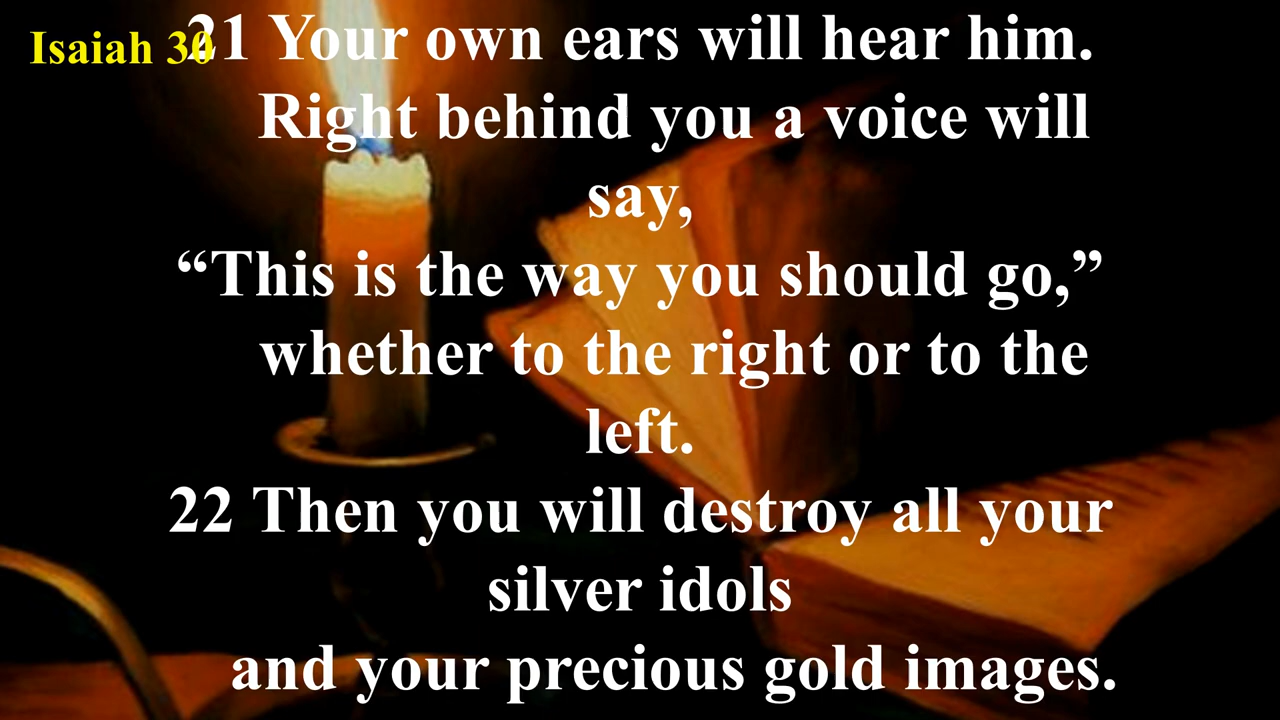 Isaiah 30
21 Your own ears will hear him.
Right behind you a voice will
say,
“This is the way you should go,”
whether to the right or to the
left.
22 Then you will destroy all your
silver idols
and your precious gold images.